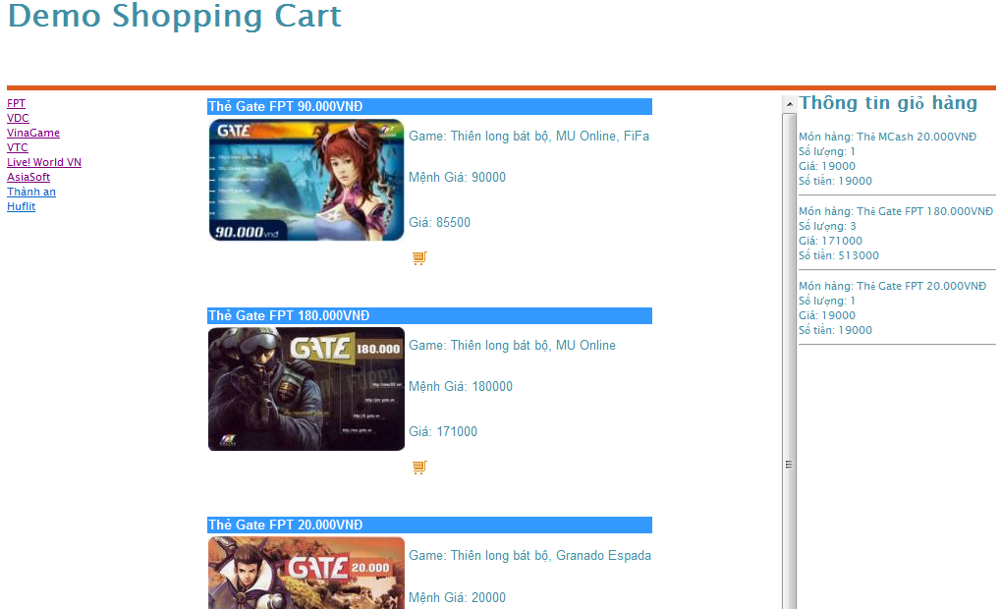 Demo Shopping Cart
FPT
VDC
VinaGame
VTC
Live! World VN
AsiaSoft
Thành an
Huflit
Thẻ Gate FPT 90.000VNĐ
GATE
90.000 vnđ
Game: Thiên long bát bộ, MU Online, FiFa
Mệnh Giá: 90000
Giá: 85500
Thẻ Gate FPT 180.000VNĐ
GATE 180.000
Game: Thiên long bát bộ, MU Online
Mệnh Giá: 180000
Giá: 171000
Thẻ Gate FPT 20.000VNĐ
GATE 20.000
Game: Thiên long bát bộ, Granado Espada
Mệnh Giá: 20000
Thông tin giỏ hàng
Món hàng: Thẻ MCash 20.000VNĐ
Số lượng: 1
Giá: 19000
Số tiền: 19000
Món hàng: Thẻ Gate FPT 180.000VNĐ
Số lượng: 3
Giá: 171000
Số tiền: 513000
Món hàng: Thẻ Gate FPT 20.000VNĐ
Số lượng: 1
Giá: 19000
Số tiền: 19000